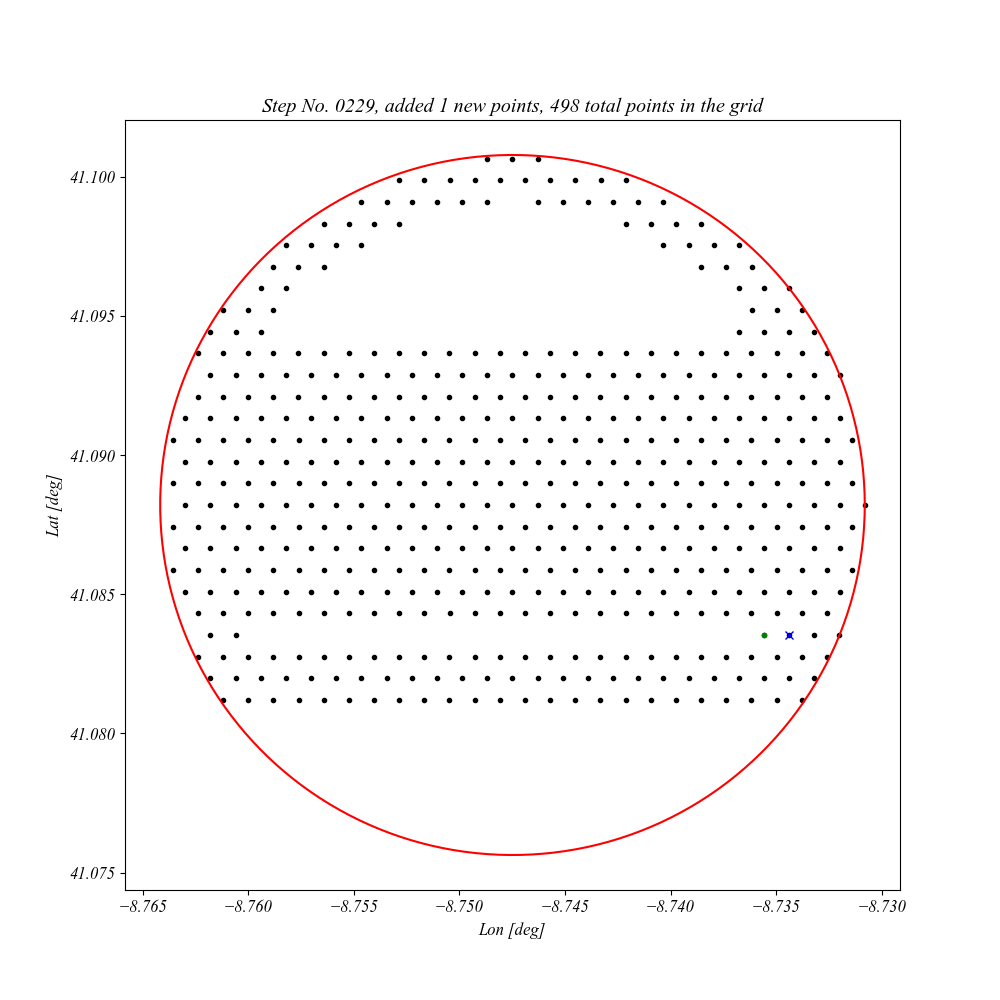 Step No. 0229, added 1 new points, 498 total points in the grid
41.100
41.095
41.090
41.085
41.080
41.075
Lat [deg]
−8.765 −8.760 −8.755 −8.750 −8.745 −8.740 −8.735 −8.730
Lon [deg]